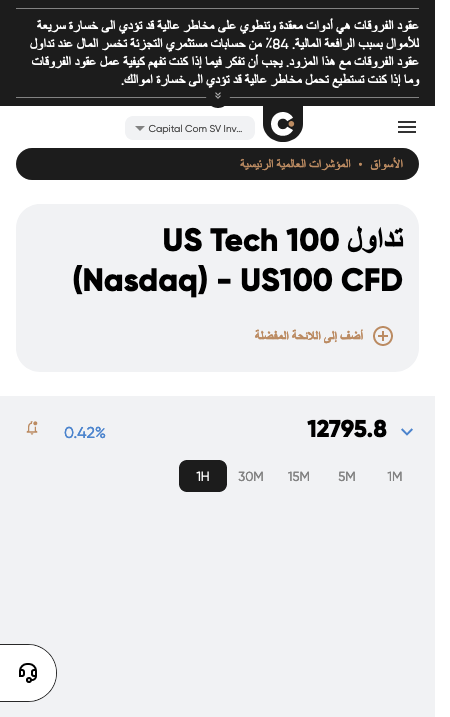 عقود الفروقات هي أدوات معقدة وتنطوي على مخاطر عالية قد تؤدي الى خسارة سريعة
للأموال بسبب الرافعة المالية. 84٪ من حسابات مستثمري التجزئة تخسر المال عند تداول
عقود الفروقات مع هذا المزود. يجب أن تفكر فيما إذا كنت تفهم كيفية عمل عقود الفروقات
وما إذا كنت تستطيع تحمل مخاطر عالية قد تؤدي الى خسارة اموالك.
Capital Com SV Inv...
الأسواق • المؤشرات العالمية الرئيسية
تداول US Tech 100
(Nasdaq) - US100 CFD
أضف إلى اللائحة المفضلة
12795.8
0.42%
1H 30M 15M 5M 1M